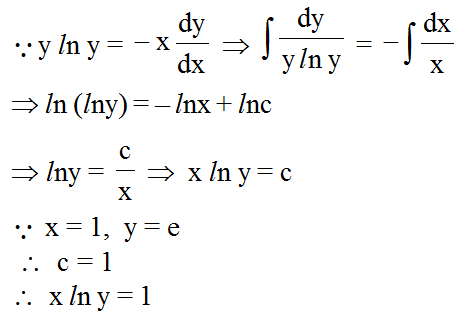 ∵ y ln y = − x dy/dx ⇒ ∫ dy/(y ln y) = − ∫ dx/x
⇒ ln (lny) = – lnx + lnc
⇒ lny = c/x ⇒ x ln y = c
∵ x = 1, y = e
∴ c = 1
∴ x ln y = 1